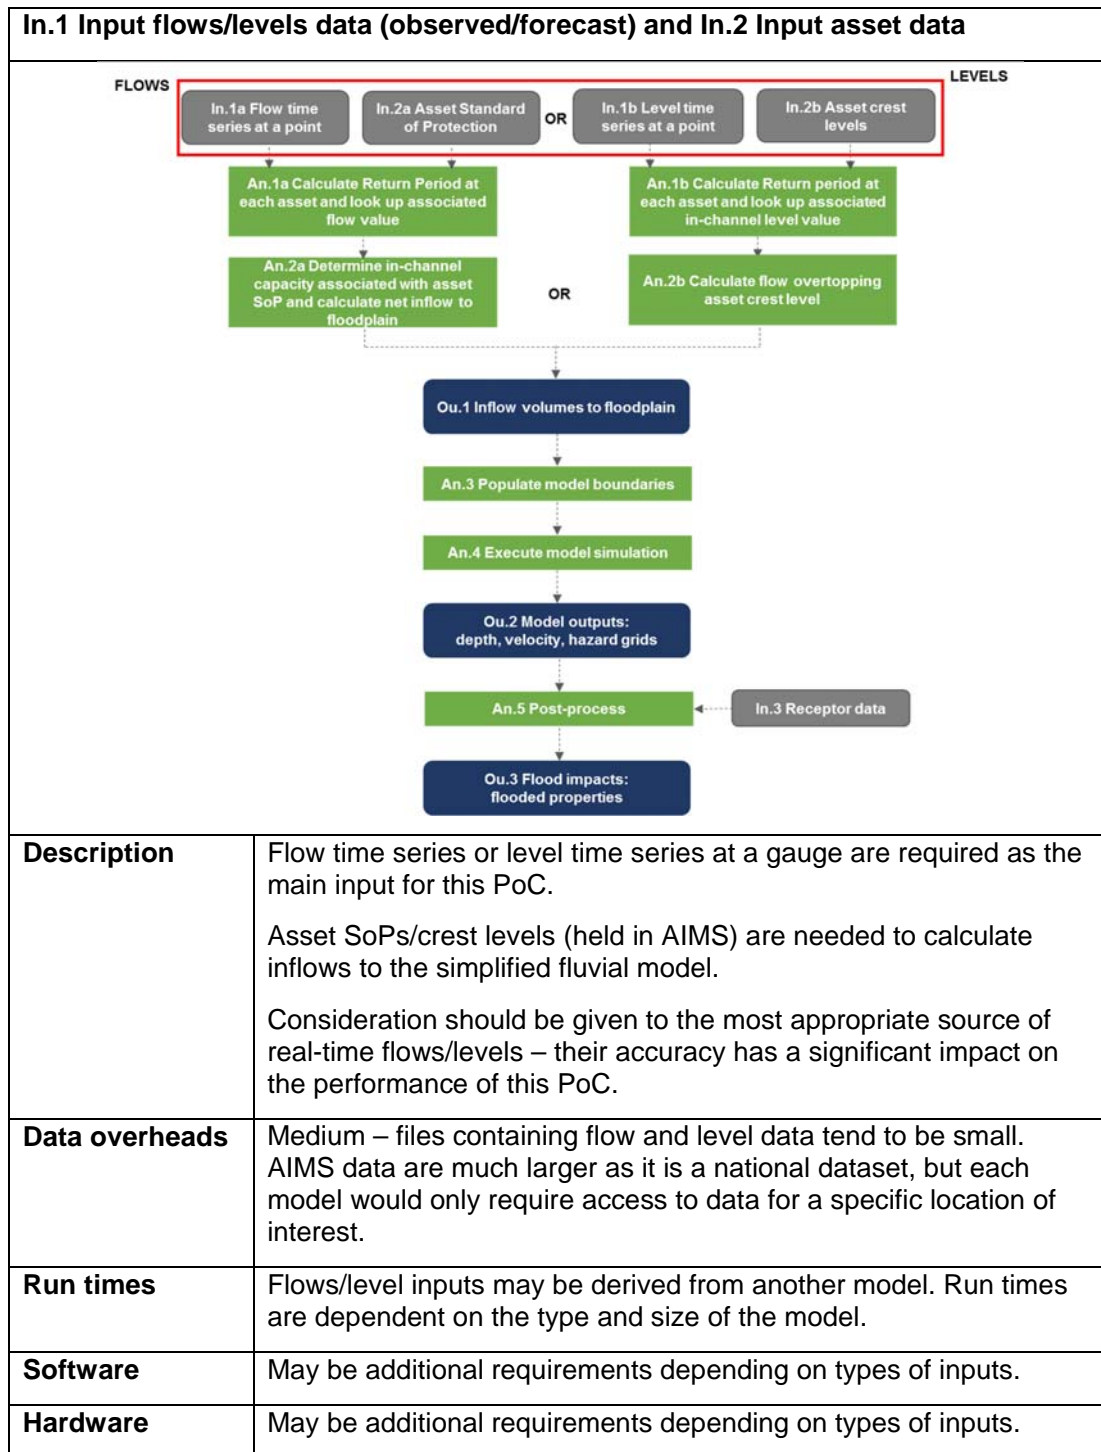 In.1 Input flows/levels data (observed/forecast) and In.2 Input asset data
FLOWS
LEVELS
In.1a Flow time
series at a point
In.2a Asset Standard
of Protection
OR
In.1b Level time
series at a point
In.2b Asset crest
levels
An.1a Calculate Return Period at
each asset and look up associated
flow value
An.1b Calculate Return period at
each asset and look up associated
in-channel level value
An.2a Determine in-channel
capacity associated with asset
SoP and calculate net inflow to
floodplain
OR
An.2b Calculate flow overtopping
asset crest level
Ou.1 Inflow volumes to floodplain
An.3 Populate model boundaries
An.4 Execute model simulation
Ou.2 Model outputs:
depth, velocity, hazard grids
An.5 Post-process
In.3 Receptor data
Ou.3 Flood impacts:
flooded properties
Description
Flow time series or level time series at a gauge are required as the
main input for this PoC.
Asset SoPs/crest levels (held in AIMS) are needed to calculate
inflows to the simplified fluvial model.
Consideration should be given to the most appropriate source of
real-time flows/levels – their accuracy has a significant impact on
the performance of this PoC.
Data overheads
Medium – files containing flow and level data tend to be small.
AIMS data are much larger as it is a national dataset, but each
model would only require access to data for a specific location of
interest.
Run times
Flows/level inputs may be derived from another model. Run times
are dependent on the type and size of the model.
Software
May be additional requirements depending on types of inputs.
Hardware
May be additional requirements depending on types of inputs.